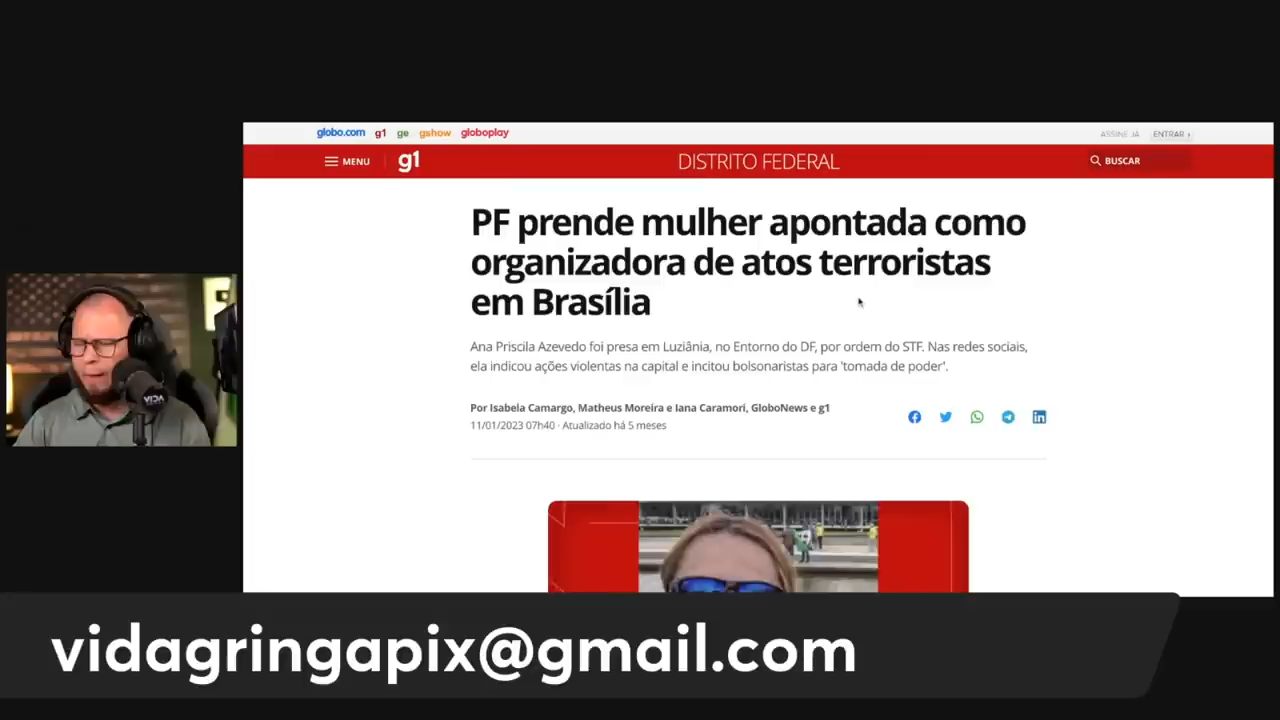 globo.com g1 ge gshow globoplay ASSINE JÁ ENTRAR ›
MENU g1 DISTRITO FEDERAL BUSCAR
PF prende mulher apontada como
organizadora de atos terroristas
em Brasília
Ana Priscila Azevedo foi presa em Luziânia, no Entorno do DF, por ordem do STF. Nas redes sociais,
ela indicou ações violentas na capital e incitou bolsonaristas para 'tomada de poder'.
Por Isabela Camargo, Matheus Moreira e Iana Caramori, GloboNews e g1
11/01/2023 07h40 · Atualizado há 5 meses
VIDA
vidagringapix@gmail.com